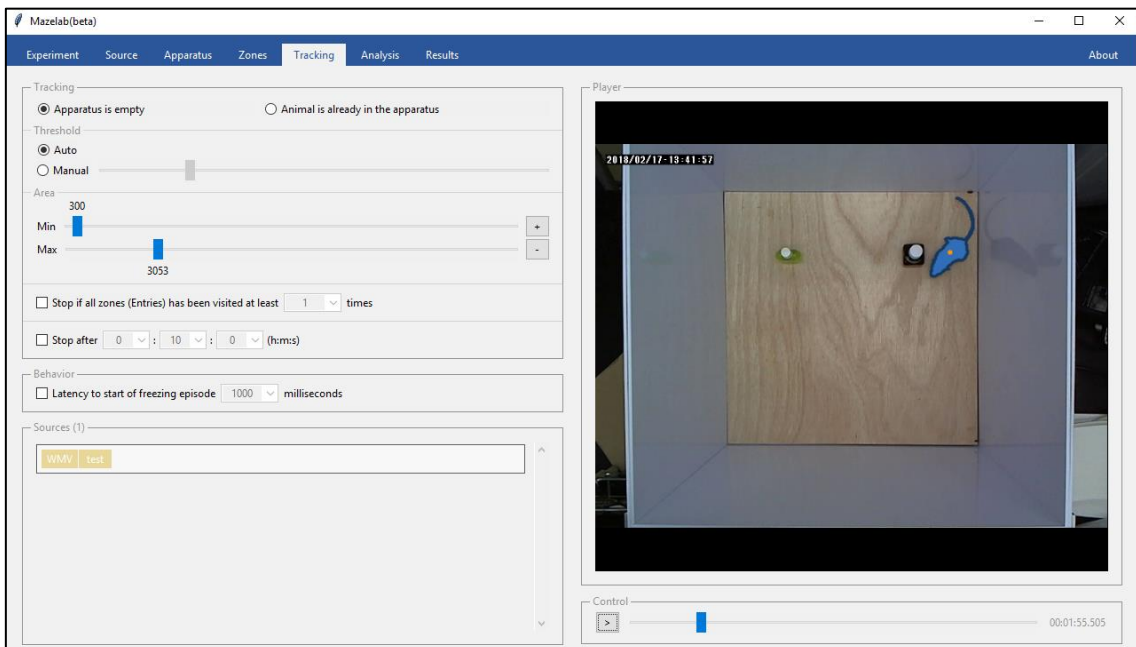 Mazelab(beta)
Experiment Source Apparatus Zones Tracking Analysis Results About
Tracking
Apparatus is empty Animal is already in the apparatus
Threshold
Auto
Manual
Area
300
Min +
Max -
3053
Stop if all zones (Entries) has been visited at least 1 times
Stop after 0 : 10 : 0 (h:m:s)
Behavior
Latency to start of freezing episode 1000 milliseconds
Sources (1)
WMV test
Player
2018/02/17-13:41:57
Control
> 00:01:55.505